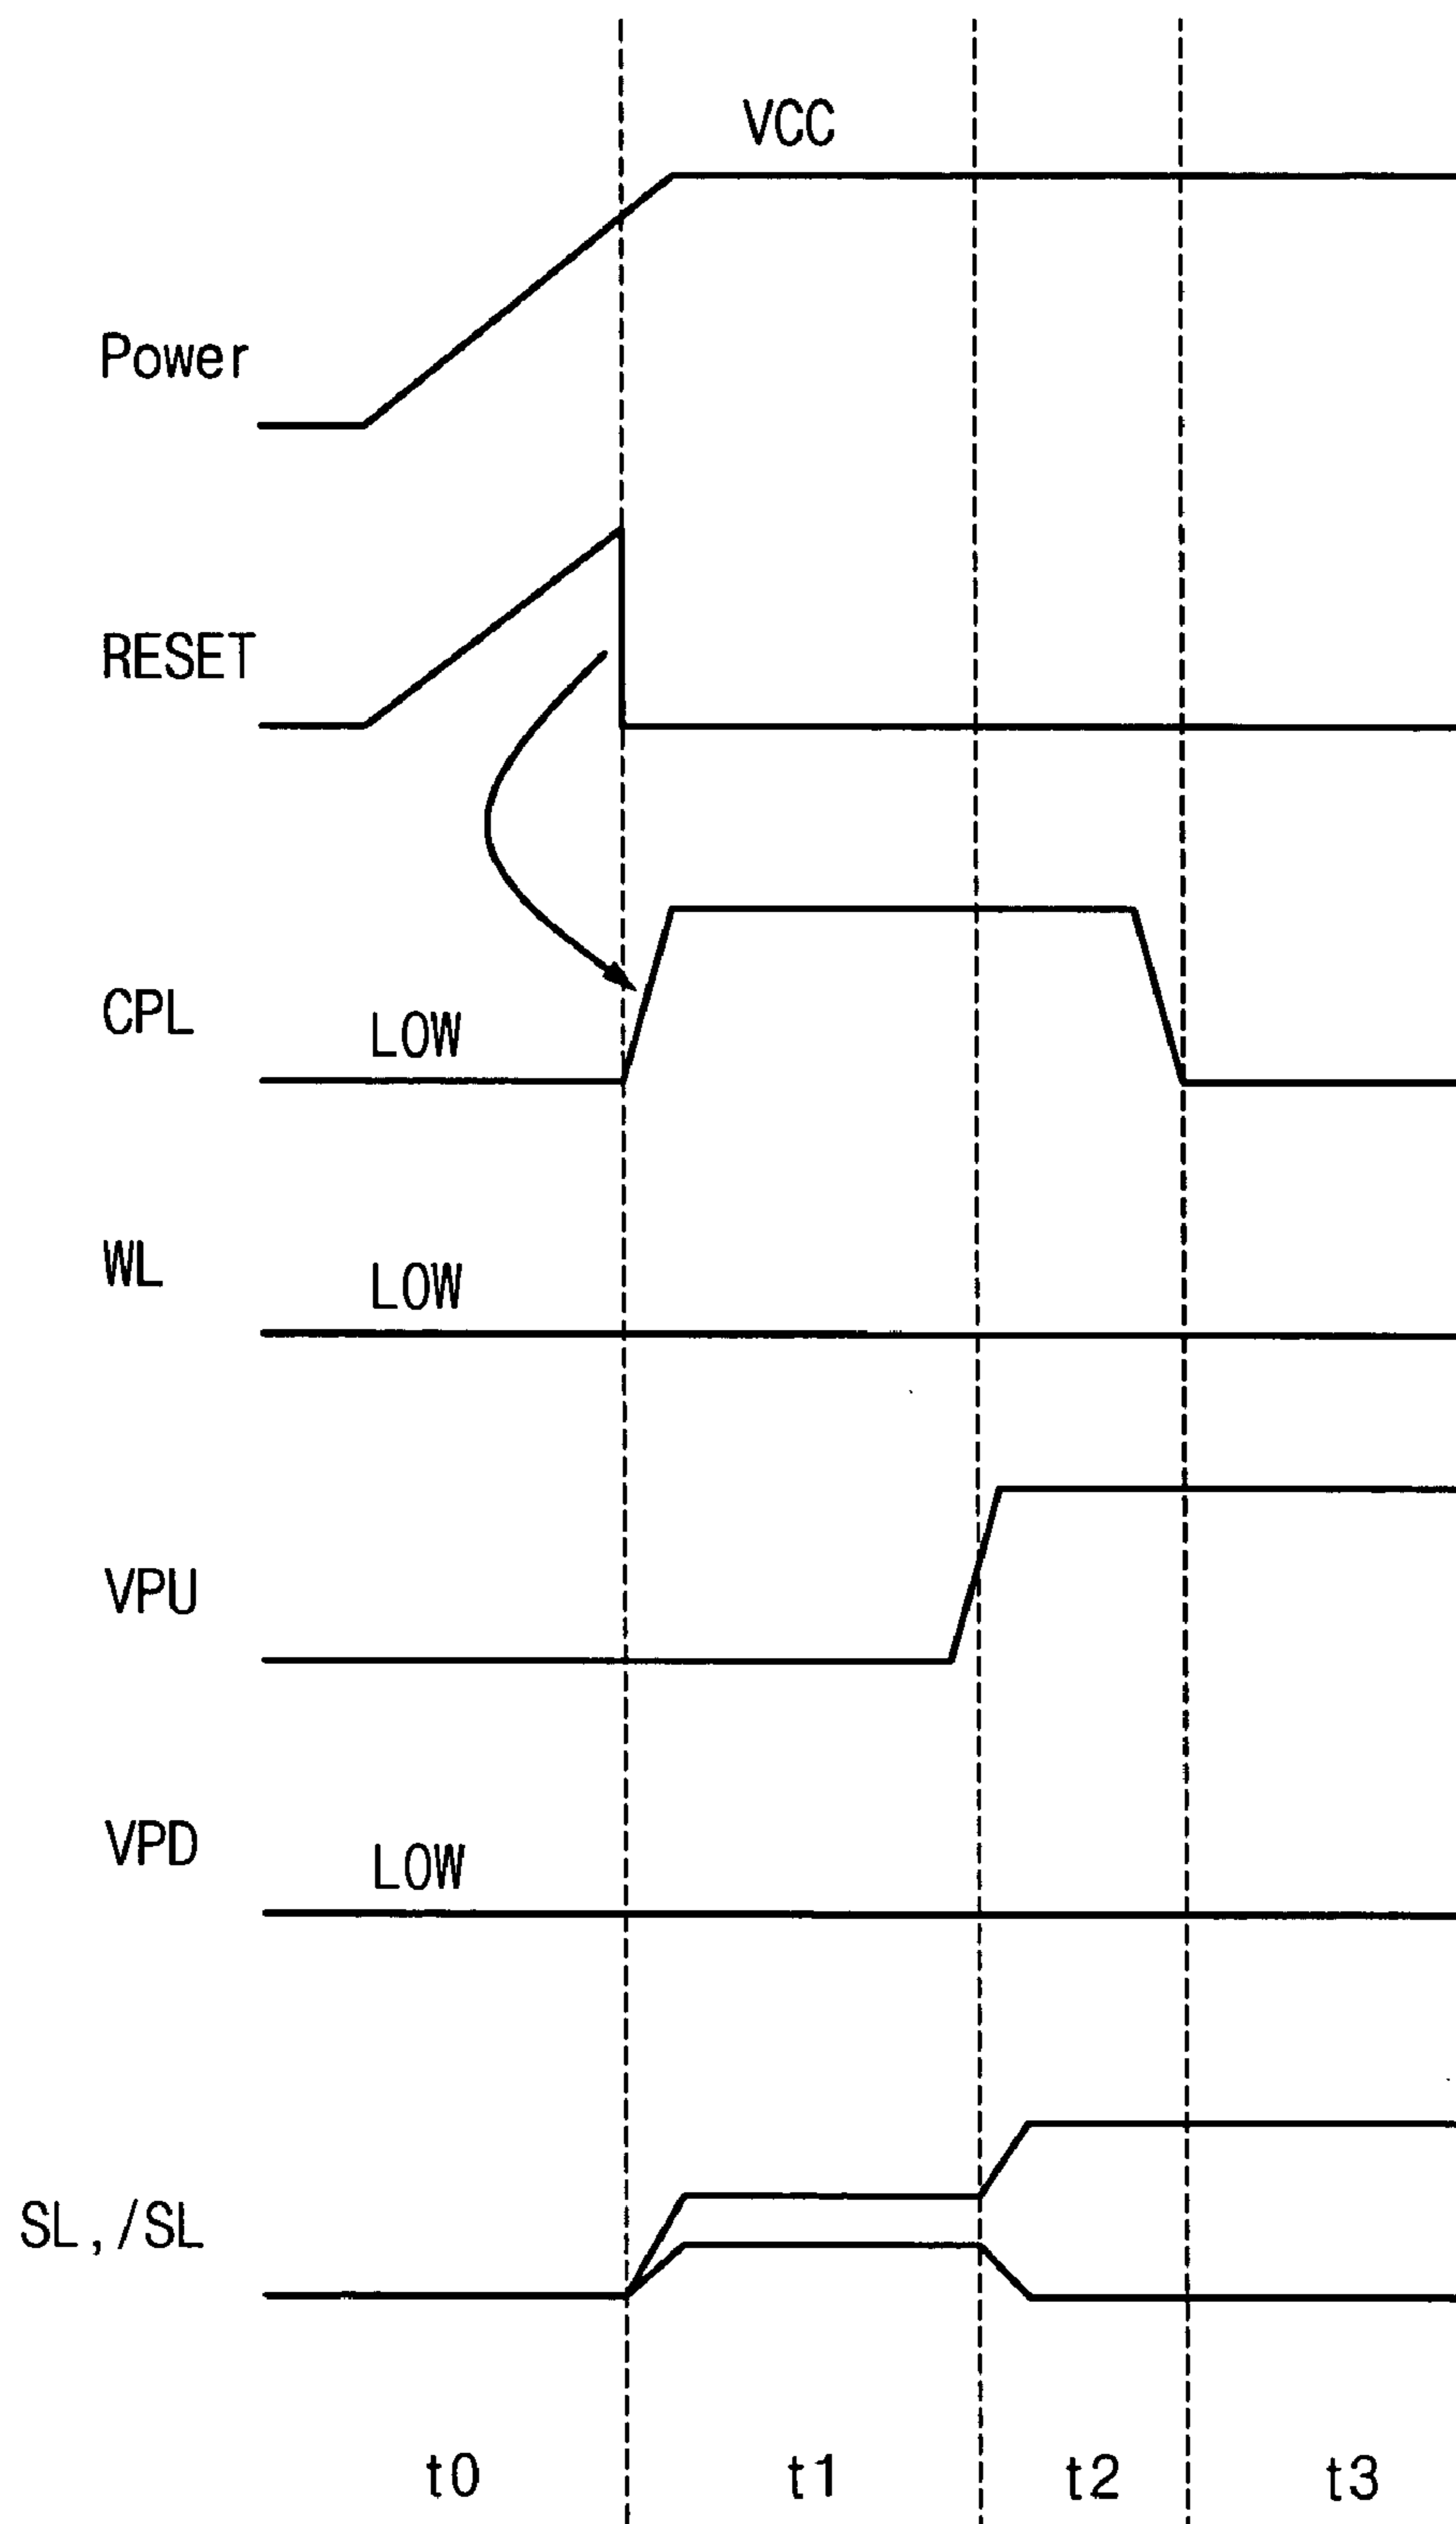 VCC
Power
RESET
CPL
LOW
WL
LOW
VPU
VPD
LOW
SL, /SL
t0 t1 t2 t3